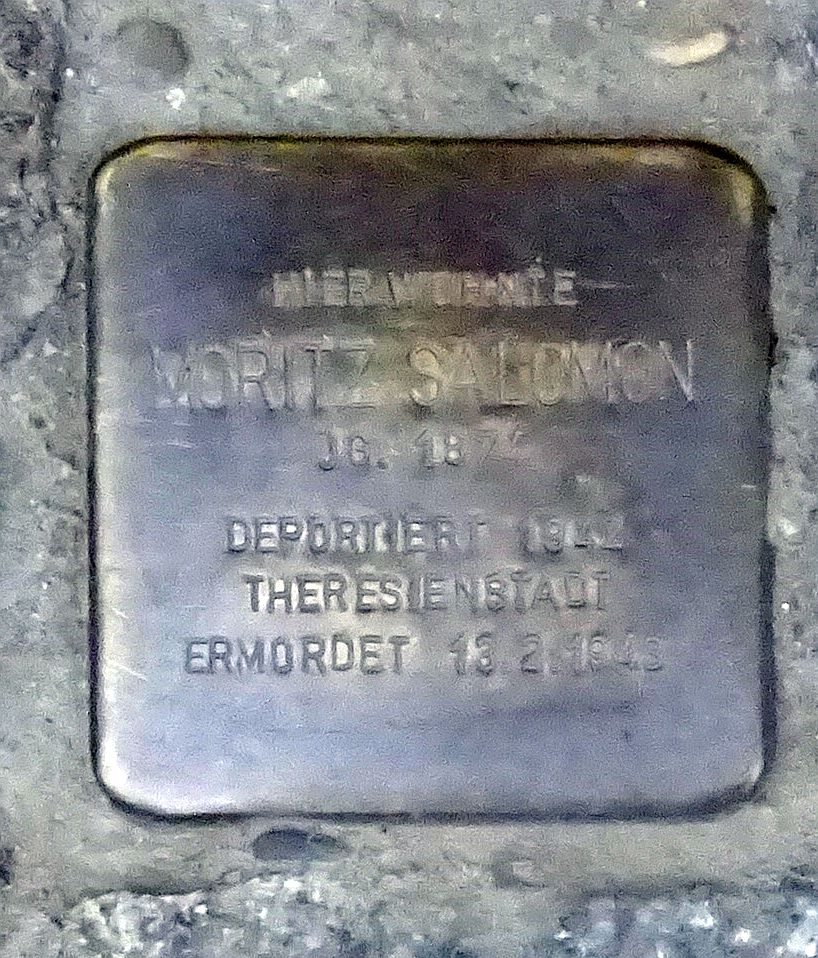 HIER WOHNTE
MORITZ SALOMON
JG.
DEPORTIERT 1942
THERESIENSTADT
ERMORDET 13.2.1943